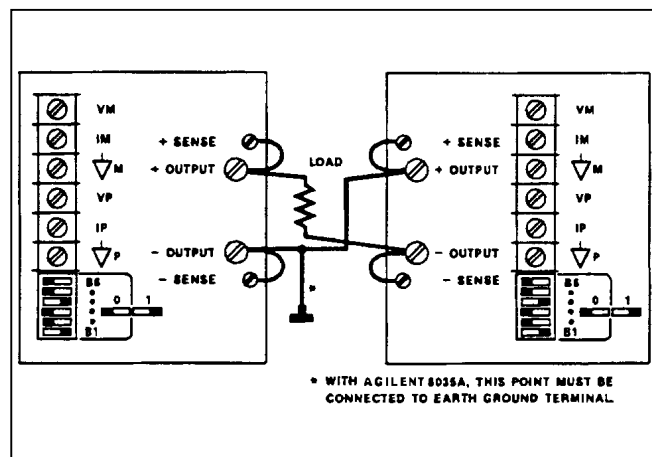 VM
IM
M
VP
IP
P
B6
0 1
B1
+ SENSE
+ OUTPUT
- OUTPUT
- SENSE
LOAD
*
+ SENSE
+ OUTPUT
- OUTPUT
- SENSE
VM
IM
M
VP
IP
P
B6
0 1
B1
* WITH AGILENT 6035A, THIS POINT MUST BE
CONNECTED TO EARTH GROUND TERMINAL.